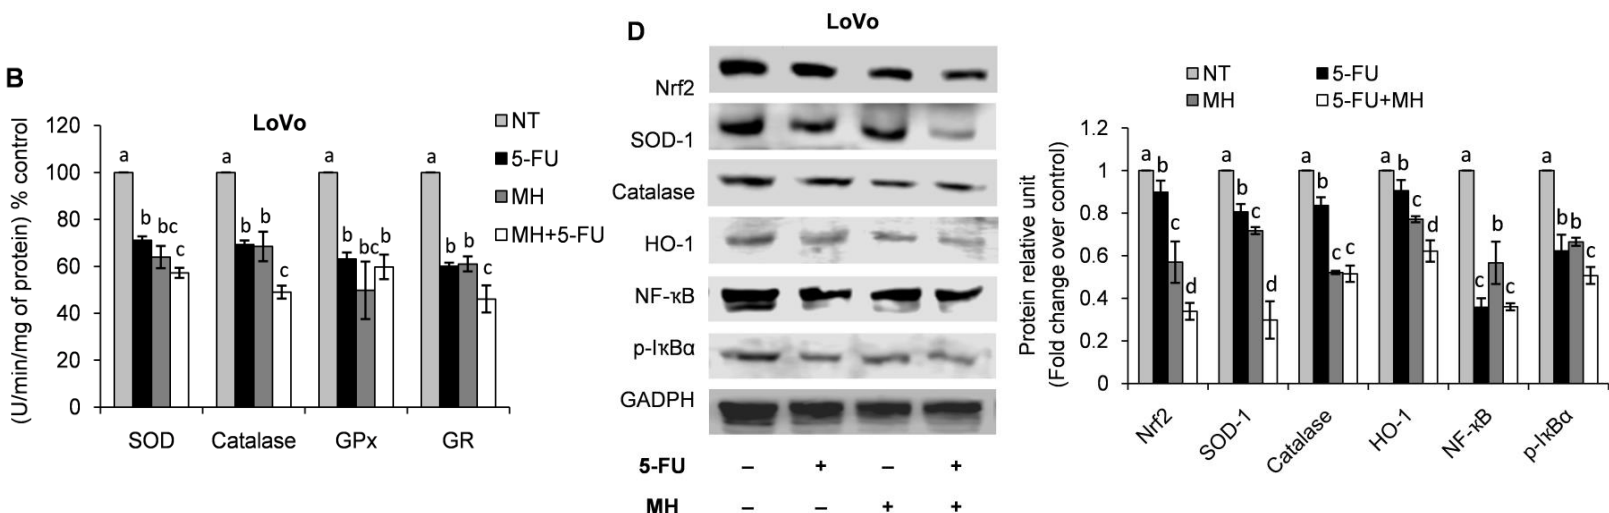 B
LoVo
(U/min/mg of protein) % control
120
100
80
60
40
20
0
a
b
bc
c
a
b
b
c
a
b
bc
b
a
b
b
c
SOD
Catalase
GPx
GR
NT
5-FU
MH
MH+5-FU
D
LoVo
Nrf2
SOD-1
Catalase
HO-1
NF-κB
p-IκBα
GADPH
5-FU – + – +
MH – – + +
NT
5-FU
MH
5-FU+MH
Protein relative unit
(Fold change over control)
1.2
1
0.8
0.6
0.4
0.2
0
a
b
c
d
a
b
c
d
a
b
c
c
a
b
c
d
a
c
b
c
a
b
b
c
Nrf2
SOD-1
Catalase
HO-1
NF-κB
p-IκBα